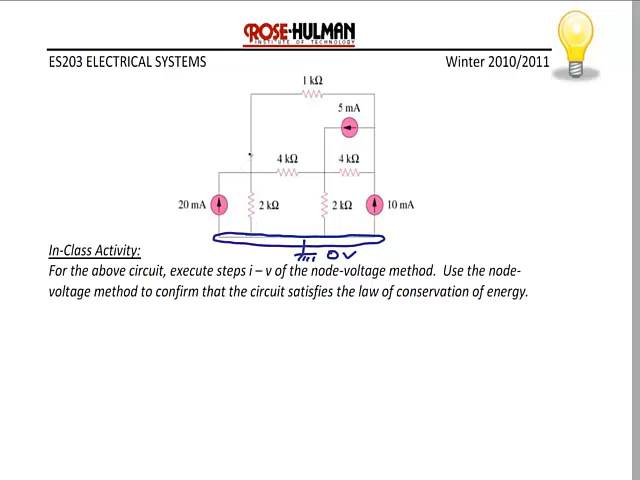 ROSE-HULMAN
INSTITUTE OF TECHNOLOGY
ES203 ELECTRICAL SYSTEMS Winter 2010/2011
1 kΩ
5 mA
4 kΩ 4 kΩ
20 mA 2 kΩ 2 kΩ 10 mA
0V
In-Class Activity:
For the above circuit, execute steps i – v of the node-voltage method. Use the node-
voltage method to confirm that the circuit satisfies the law of conservation of energy.